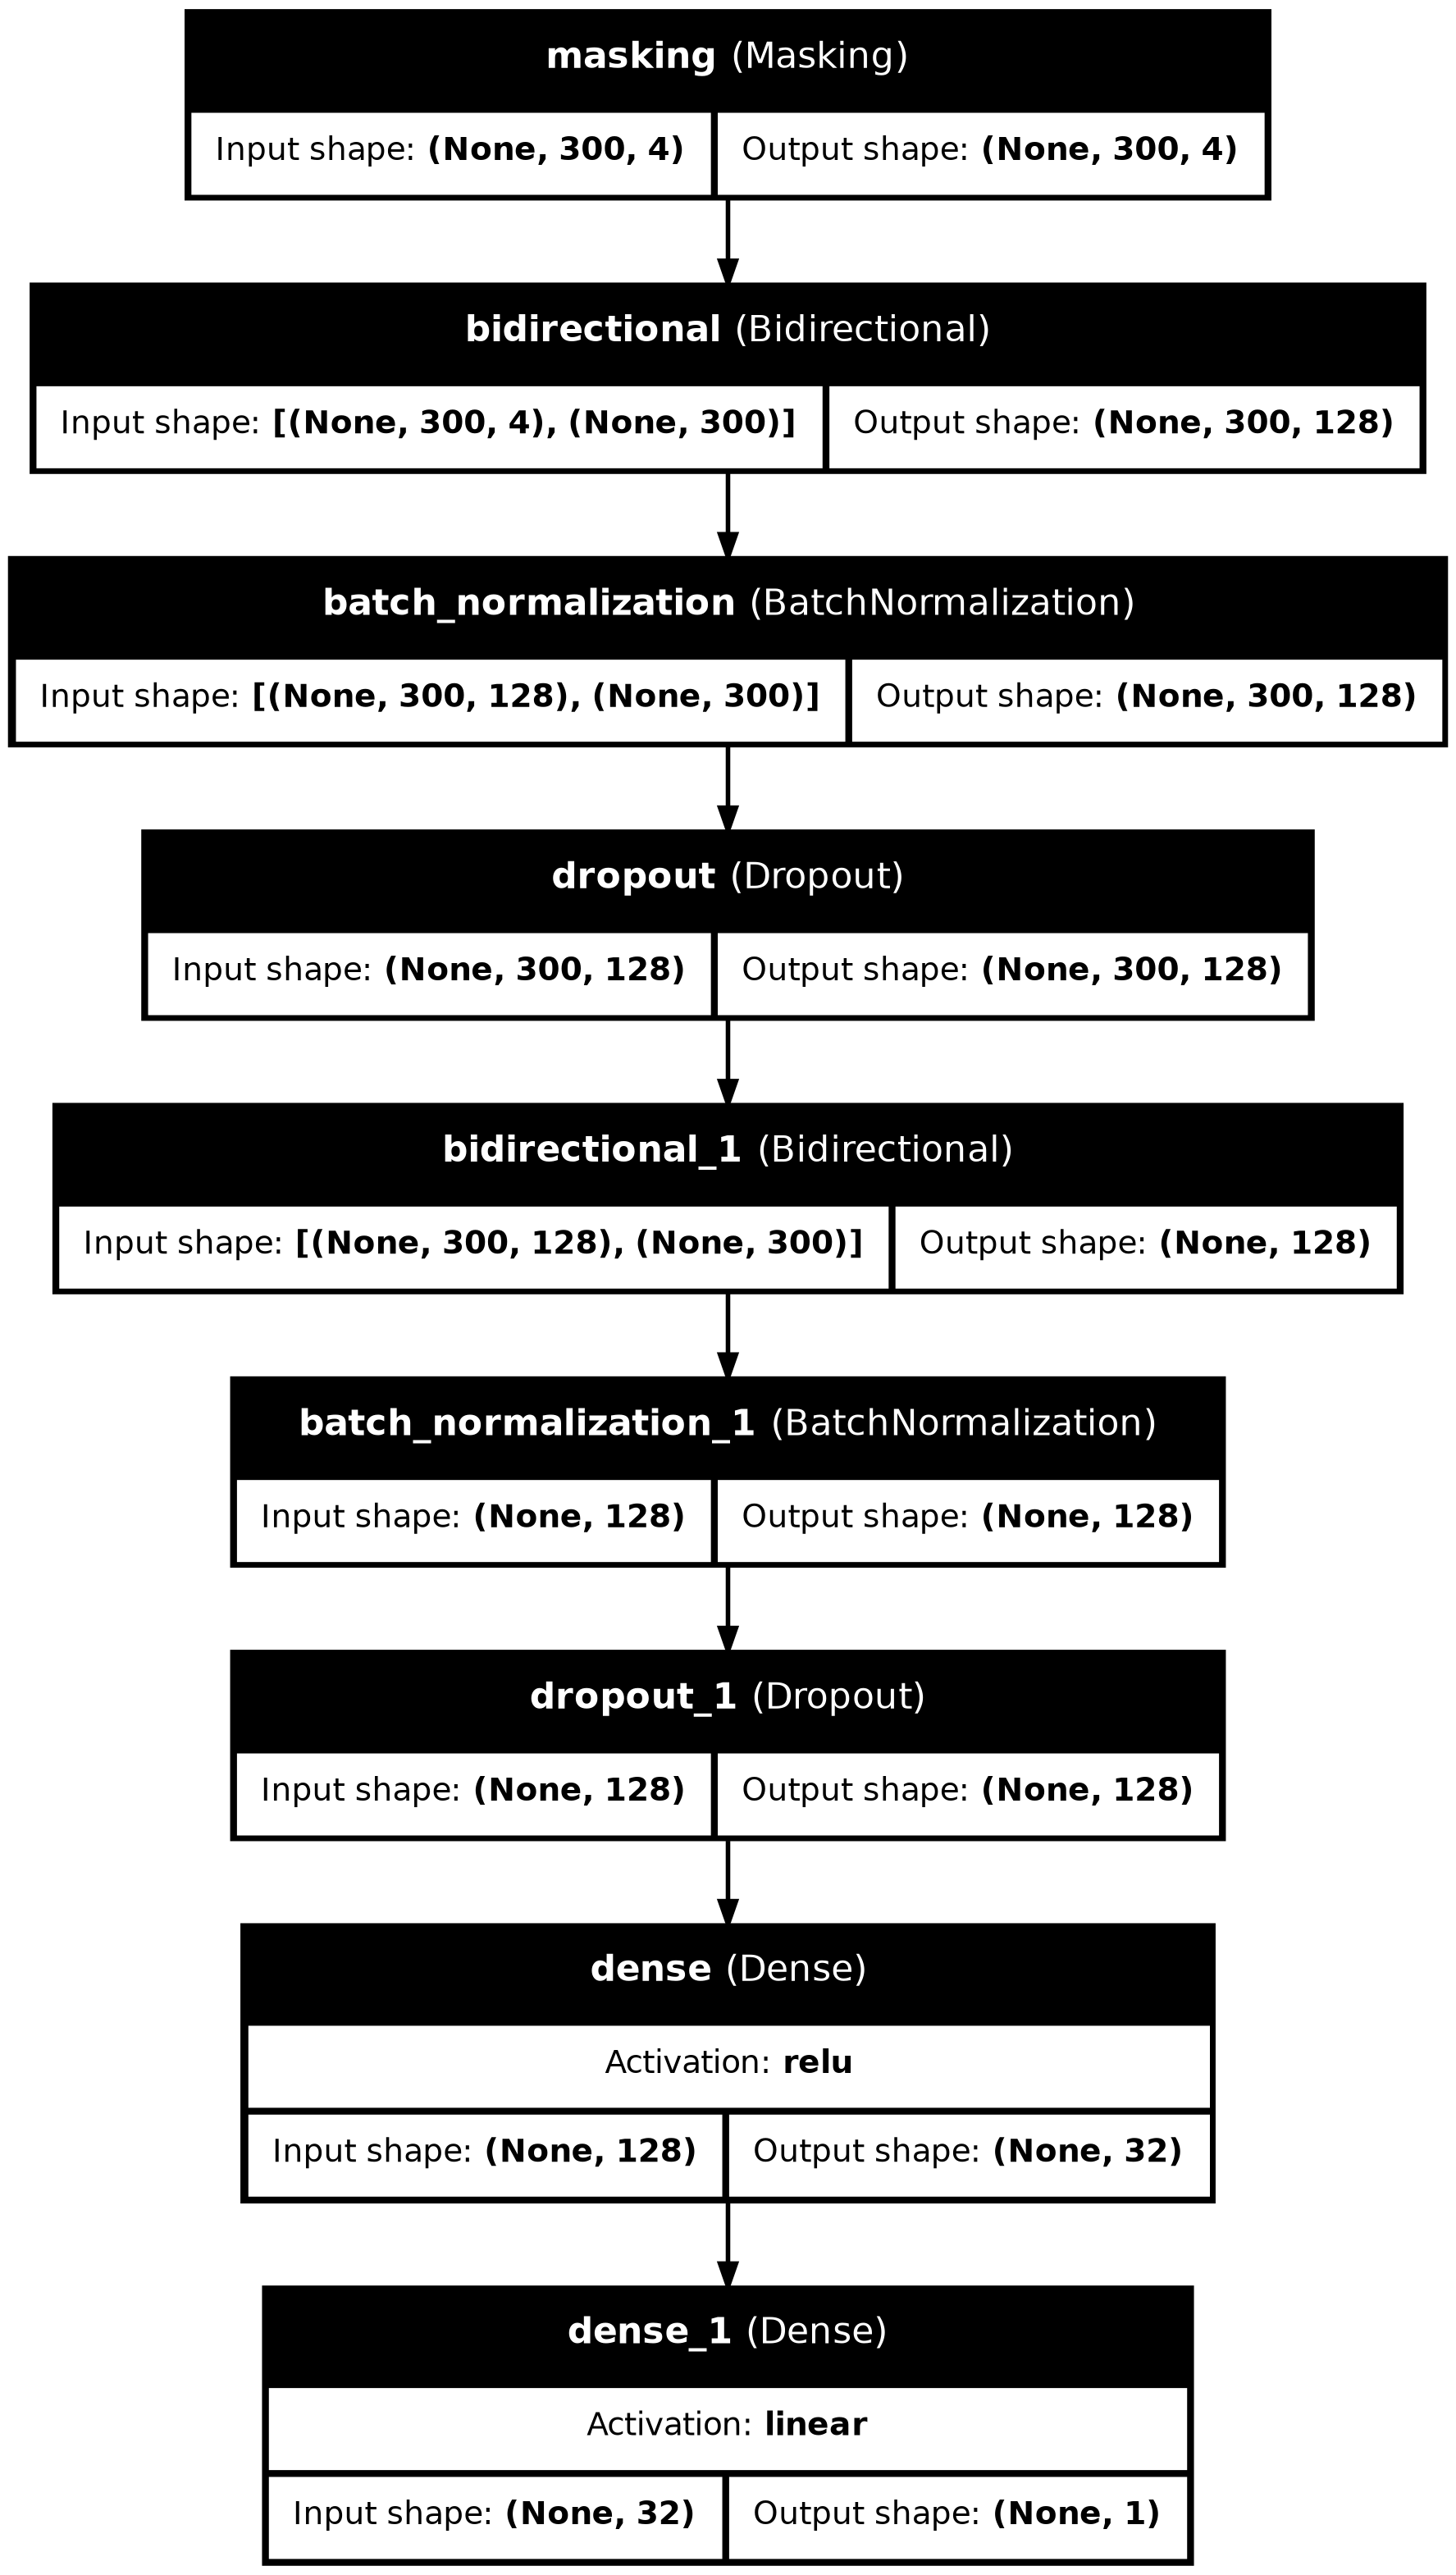 masking (Masking)
Input shape: (None, 300, 4) Output shape: (None, 300, 4)
bidirectional (Bidirectional)
Input shape: [(None, 300, 4), (None, 300)] Output shape: (None, 300, 128)
batch_normalization (BatchNormalization)
Input shape: [(None, 300, 128), (None, 300)] Output shape: (None, 300, 128)
dropout (Dropout)
Input shape: (None, 300, 128) Output shape: (None, 300, 128)
bidirectional_1 (Bidirectional)
Input shape: [(None, 300, 128), (None, 300)] Output shape: (None, 128)
batch_normalization_1 (BatchNormalization)
Input shape: (None, 128) Output shape: (None, 128)
dropout_1 (Dropout)
Input shape: (None, 128) Output shape: (None, 128)
dense (Dense)
Activation: relu
Input shape: (None, 128) Output shape: (None, 32)
dense_1 (Dense)
Activation: linear
Input shape: (None, 32) Output shape: (None, 1)